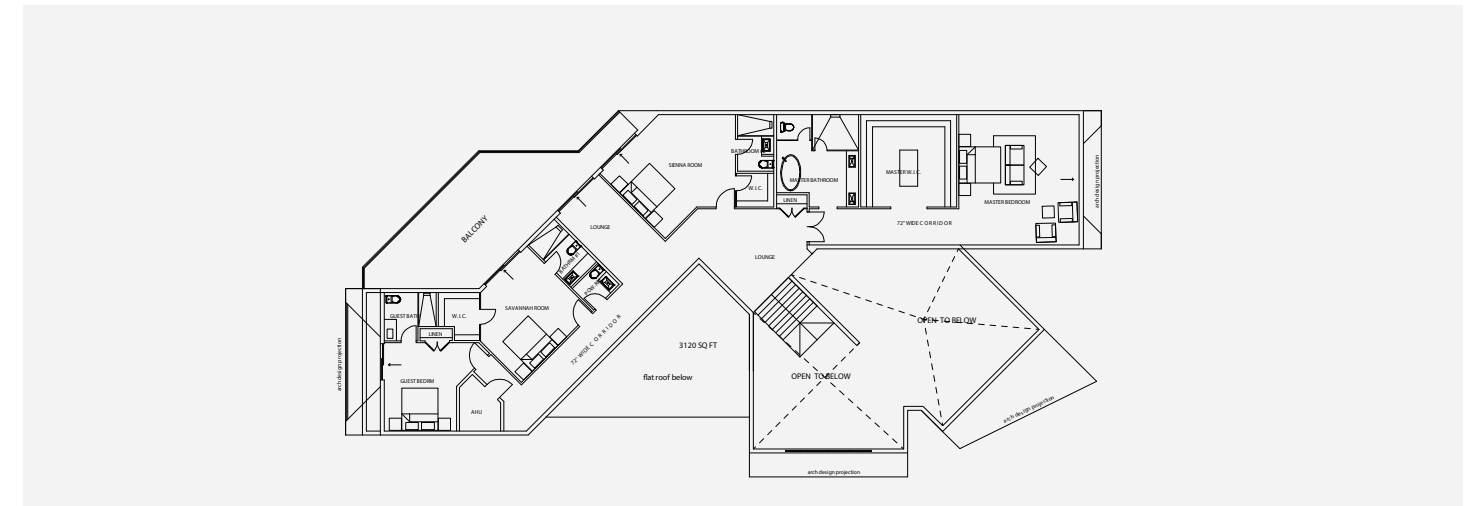 BATHROOM
SIENNA ROOM
MASTER BATHROOM
MASTER W.I.C.
W.I.C.
LINEN
MASTER BEDROOM
arch design projection
BALCONY
LOUNGE
72" WIDE CORRIDOR
LOUNGE
POW RM
SAVANNAH ROOM
GUEST BATH
W.I.C.
LINEN
72" WIDE CORRIDOR
OPEN TO BELOW
3120 SQ FT
flat roof below
OPEN TO BELOW
arch design projection
GUEST BEDRM
AHU
arch design projection
arch design projection